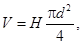 V = H πd²/4,